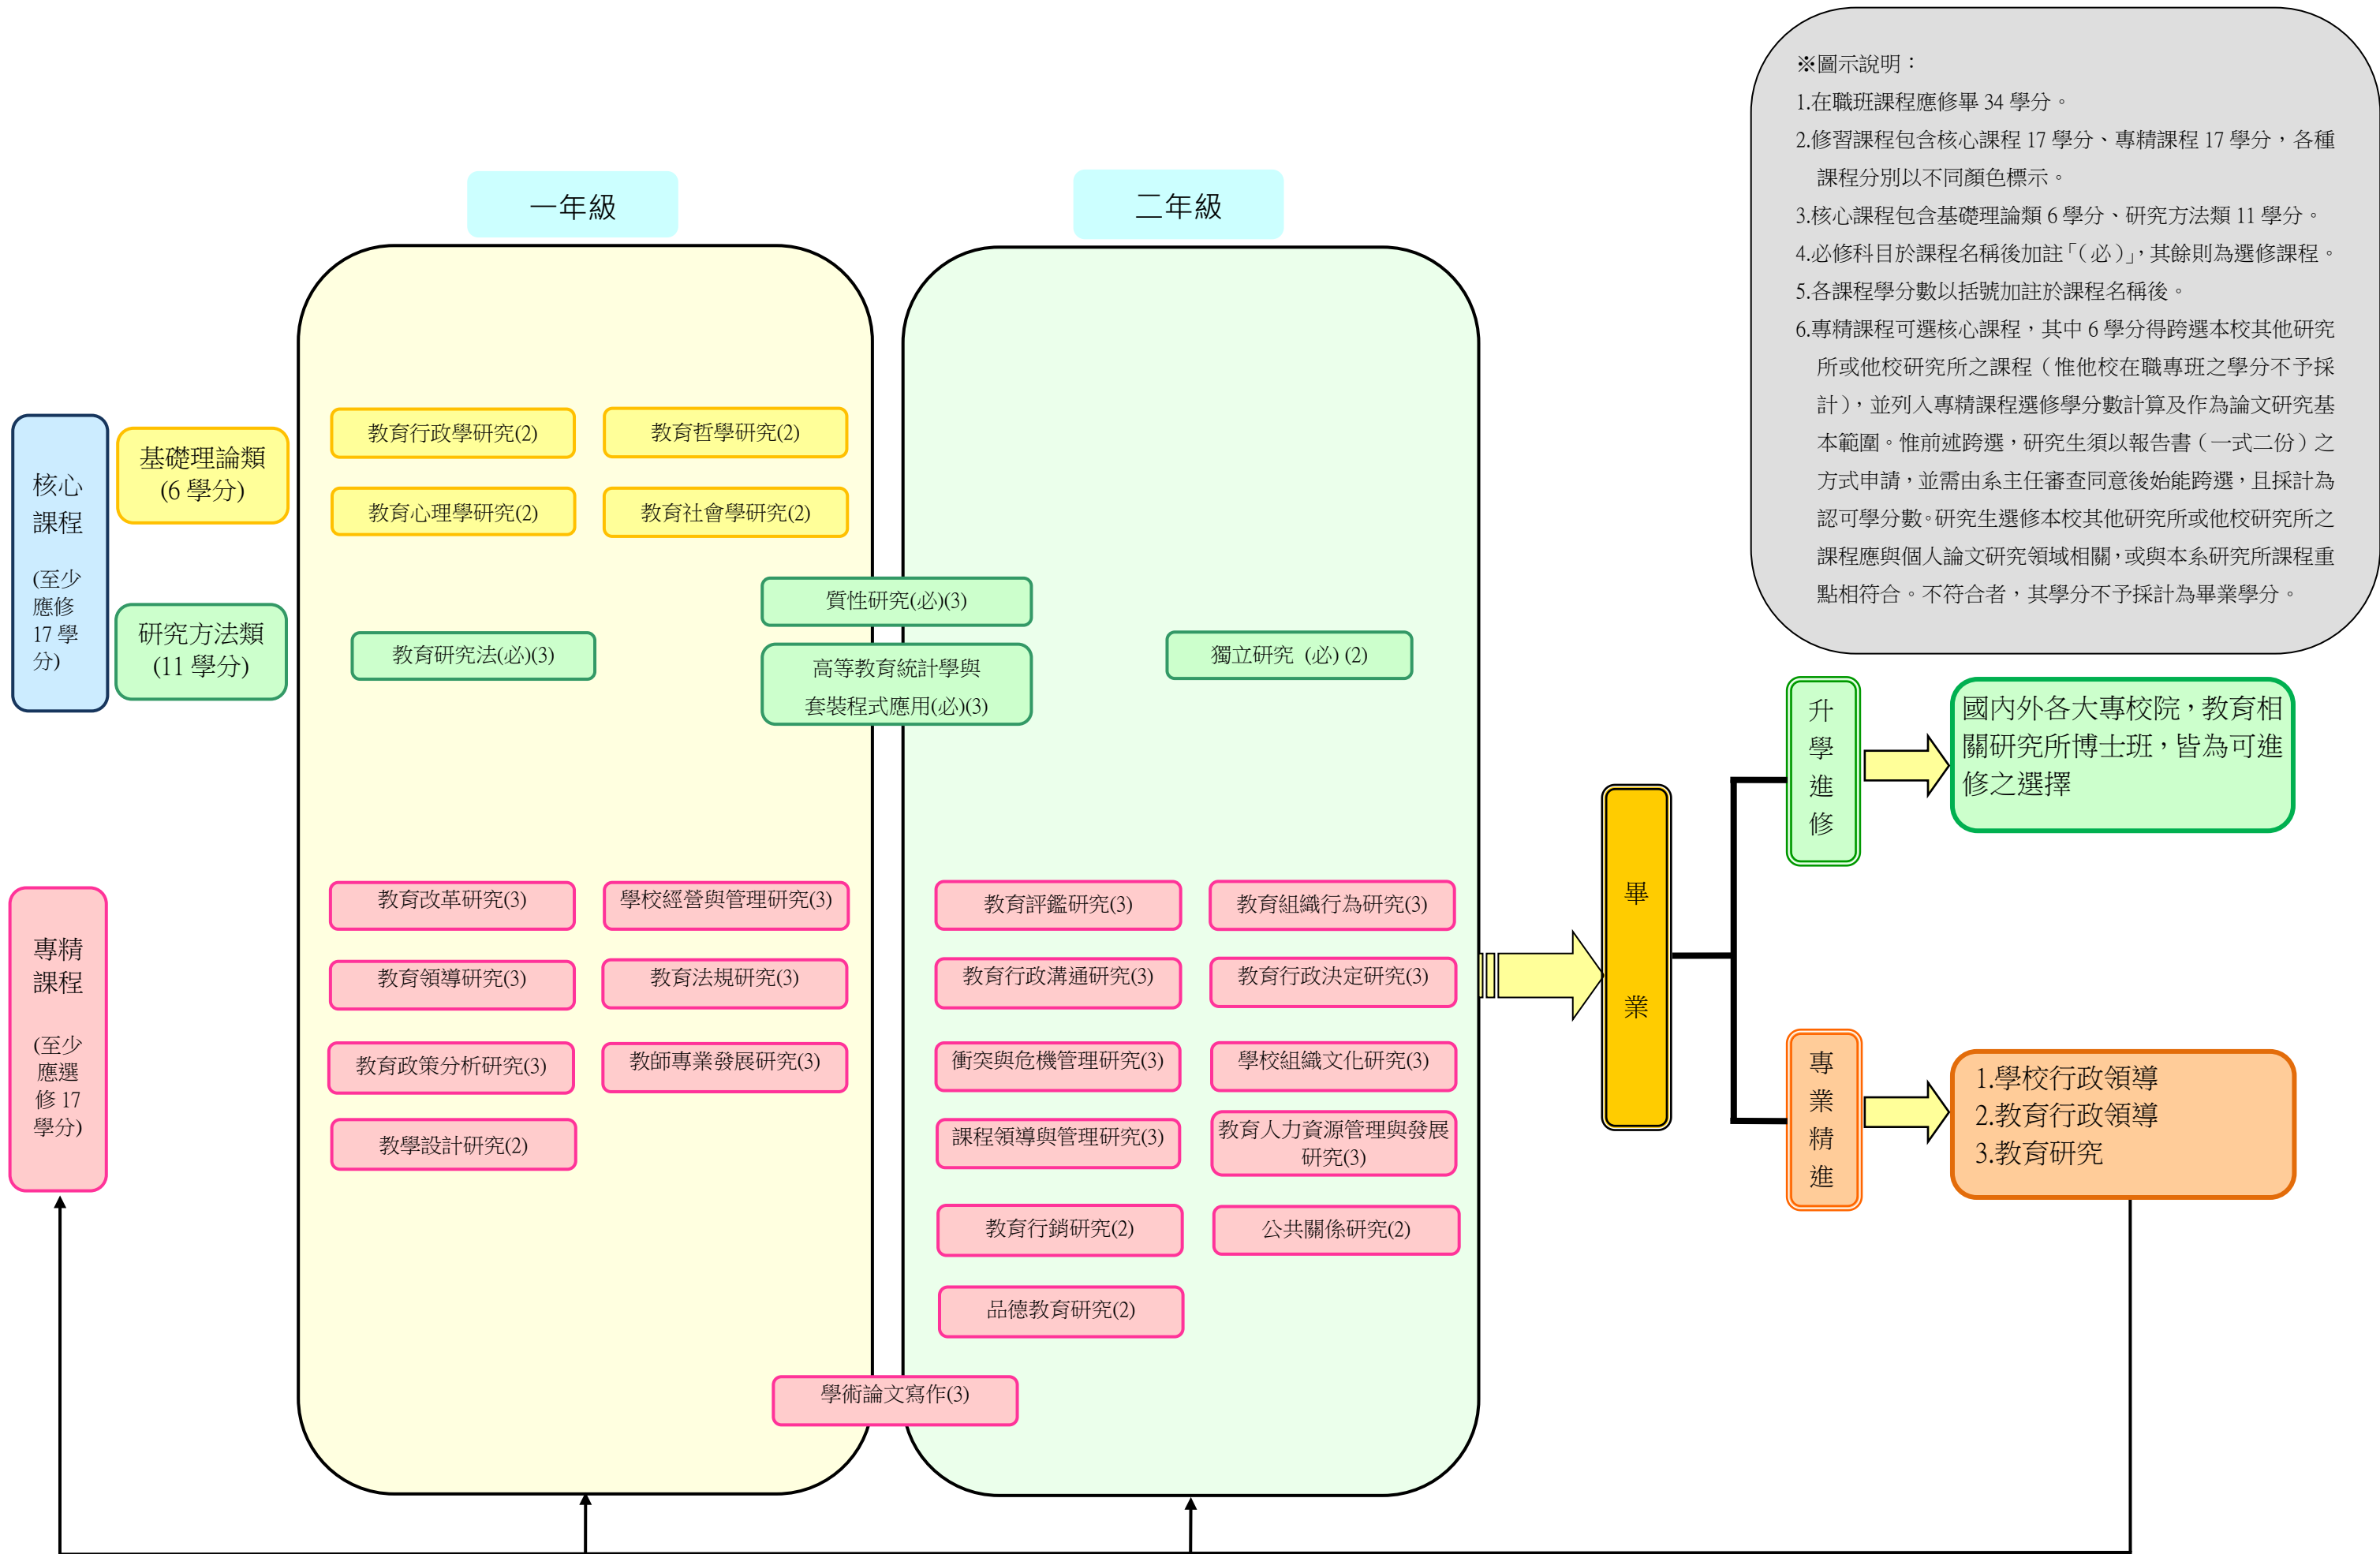 ※圖示說明：
1.在職班課程應修畢 34 學分。
2.修習課程包含核心課程 17 學分、專精課程 17 學分，各種
課程分別以不同顏色標示。
3.核心課程包含基礎理論類 6 學分、研究方法類 11 學分。
4.必修科目於課程名稱後加註「（必）」，其餘則為選修課程。
5.各課程學分數以括號加註於課程名稱後。
6.專精課程可選核心課程，其中 6 學分得跨選本校其他研究
所或他校研究所之課程（惟他校在職專班之學分不予採
計），並列入專精課程選修學分數計算及作為論文研究基
本範圍。惟前述跨選，研究生須以報告書（一式二份）之
方式申請，並需由系主任審查同意後始能跨選，且採計為
認可學分數。研究生選修本校其他研究所或他校研究所之
課程應與個人論文研究領域相關，或與本系研究所課程重
點相符合。不符合者，其學分不予採計為畢業學分。
一年級
二年級
核心
課程
(至少
應修
17 學
分)
基礎理論類
(6 學分)
教育行政學研究(2)
教育哲學研究(2)
教育心理學研究(2)
教育社會學研究(2)
研究方法類
(11 學分)
教育研究法(必)(3)
質性研究(必)(3)
高等教育統計學與
套裝程式應用(必)(3)
獨立研究 (必) (2)
專精
課程
(至少
應選
修 17
學分)
教育改革研究(3)
學校經營與管理研究(3)
教育領導研究(3)
教育法規研究(3)
教育政策分析研究(3)
教師專業發展研究(3)
教學設計研究(2)
教育評鑑研究(3)
教育組織行為研究(3)
教育行政溝通研究(3)
教育行政決定研究(3)
衝突與危機管理研究(3)
學校組織文化研究(3)
課程領導與管理研究(3)
教育人力資源管理與發展
研究(3)
教育行銷研究(2)
公共關係研究(2)
品德教育研究(2)
學術論文寫作(3)
畢
業
升
學
進
修
國內外各大專校院，教育相
關研究所博士班，皆為可進
修之選擇
專
業
精
進
1.學校行政領導
2.教育行政領導
3.教育研究